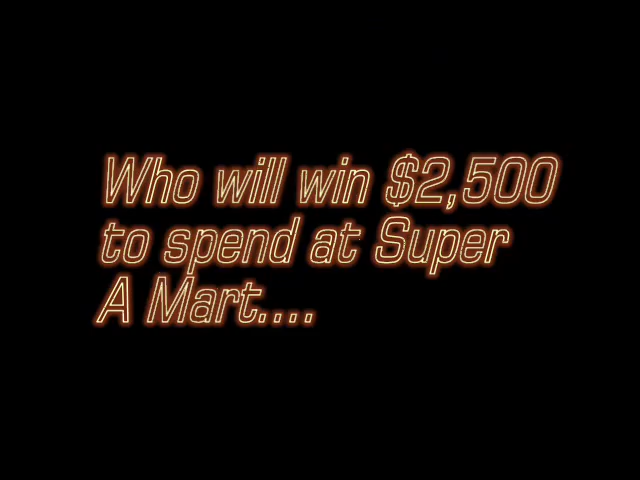 Who will win $2,500
to spend at Super
A Mart....